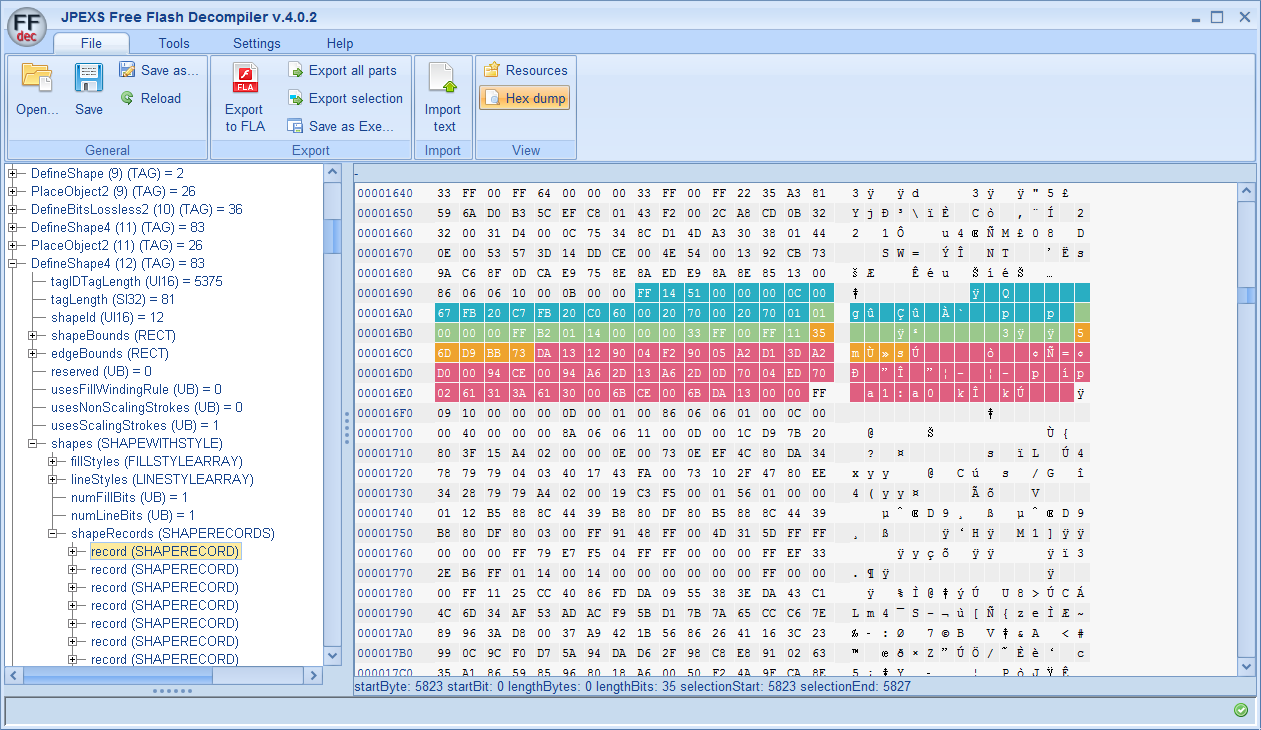 FF
dec
JPEXS Free Flash Decompiler v.4.0.2
File Tools Settings Help
Open... Save Save as... Reload
General
Export to FLA Export all parts Export selection Save as Exe...
Export
Import text
Import
Resources
Hex dump
View
DefineShape (9) (TAG) = 2
PlaceObject2 (9) (TAG) = 26
DefineBitsLossless2 (10) (TAG) = 36
DefineShape4 (11) (TAG) = 83
PlaceObject2 (11) (TAG) = 26
DefineShape4 (12) (TAG) = 83
tagIDTagLength (UI16) = 5375
tagLength (SI32) = 81
shapeId (UI16) = 12
shapeBounds (RECT)
edgeBounds (RECT)
reserved (UB) = 0
usesFillWindingRule (UB) = 0
usesNonScalingStrokes (UB) = 0
usesScalingStrokes (UB) = 1
shapes (SHAPEWITHSTYLE)
fillStyles (FILLSTYLEARRAY)
lineStyles (LINESTYLEARRAY)
numFillBits (UB) = 1
numLineBits (UB) = 1
shapeRecords (SHAPERECORDS)
record (SHAPERECORD)
record (SHAPERECORD)
record (SHAPERECORD)
record (SHAPERECORD)
record (SHAPERECORD)
record (SHAPERECORD)
record (SHAPERECORD)
-
00001640 33 FF 00 FF 64 00 00 00 33 FF 00 FF 22 35 A3 81
00001650 59 6A D0 B3 5C EF C8 01 43 F2 00 2C A8 CD 0B 32
00001660 32 00 31 D4 00 0C 75 34 8C D1 4D A3 30 38 01 44
00001670 0E 00 53 57 3D 14 DD CE 00 4E 54 00 13 92 CB 73
00001680 9A C6 8F 0D CA E9 75 8E 8A ED E9 8A 8E 85 13 00
00001690 86 06 06 10 00 0B 00 00 FF 14 51 00 00 00 0C 00
000016A0 67 FB 20 C7 FB 20 C0 60 00 20 70 00 20 70 01 01
000016B0 00 00 00 FF B2 01 14 00 00 00 33 FF 00 FF 11 35
000016C0 6D D9 BB 73 DA 13 12 90 04 F2 90 05 A2 D1 3D A2
000016D0 D0 00 94 CE 00 94 A6 2D 13 A6 2D 0D 70 04 ED 70
000016E0 02 61 31 3A 61 30 00 6B CE 00 6B DA 13 00 00 FF
000016F0 09 10 00 00 00 0D 00 01 00 86 06 06 01 00 0C 00
00001700 00 40 00 00 00 8A 06 06 11 00 0D 00 1C D9 7B 20
00001710 80 3F 15 A4 02 00 00 0E 00 73 0E EF 4C 80 DA 34
00001720 78 79 79 04 03 40 17 43 FA 00 73 10 2F 47 80 EE
00001730 34 28 79 79 A4 02 00 19 C3 F5 00 01 56 01 00 00
00001740 01 12 B5 88 8C 44 39 B8 80 DF 80 B5 88 8C 44 39
00001750 B8 80 DF 80 03 00 FF 91 48 FF 00 4D 31 5D FF FF
00001760 00 00 00 FF 79 E7 F5 04 FF FF 00 00 00 FF EF 33
00001770 2E B6 FF 01 14 00 14 00 00 00 00 00 00 FF 00 00
00001780 00 FF 11 25 CC 40 86 FD DA 09 55 38 3E DA 43 C1
00001790 4C 6D 34 AF 53 AD AC F9 5B D1 7B 7A 65 CC C6 7E
000017A0 89 96 3A D8 00 37 A9 42 1B 56 86 26 41 16 3C 23
000017B0 99 0C 9C F0 D7 5A 94 DA D6 2F 98 C8 E8 91 02 63
000017C0 35 A1 86 59 85 96 80 18 A6 00 50 F2 4A 9F CA 8E
startByte: 5823 startBit: 0 lengthBytes: 0 lengthBits: 35 selectionStart: 5823 selectionEnd: 5827